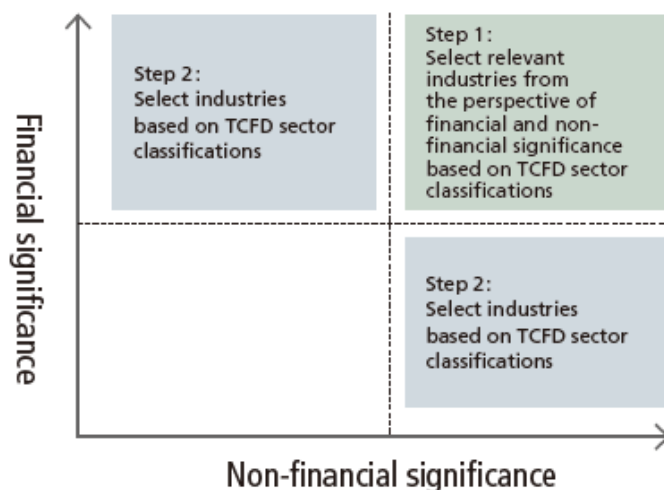 Financial significance
Step 2:
Select industries
based on TCFD sector
classifications
Step 1:
Select relevant
industries from
the perspective of
financial and non-
financial significance
based on TCFD sector
classifications
Step 2:
Select industries
based on TCFD sector
classifications
Non-financial significance